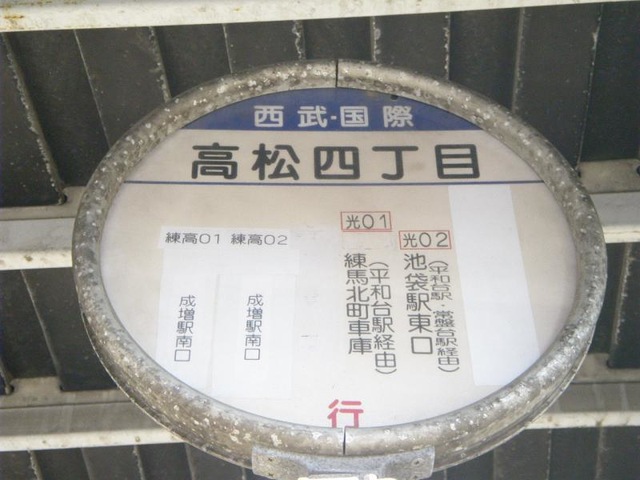 西武・国際
高松四丁目
光02
池袋駅東口
(平和台駅・常盤台駅経由)
光01
練馬北町車庫
(平和台駅経由)
練高02
成増駅南口
練高01
成増駅南口
行